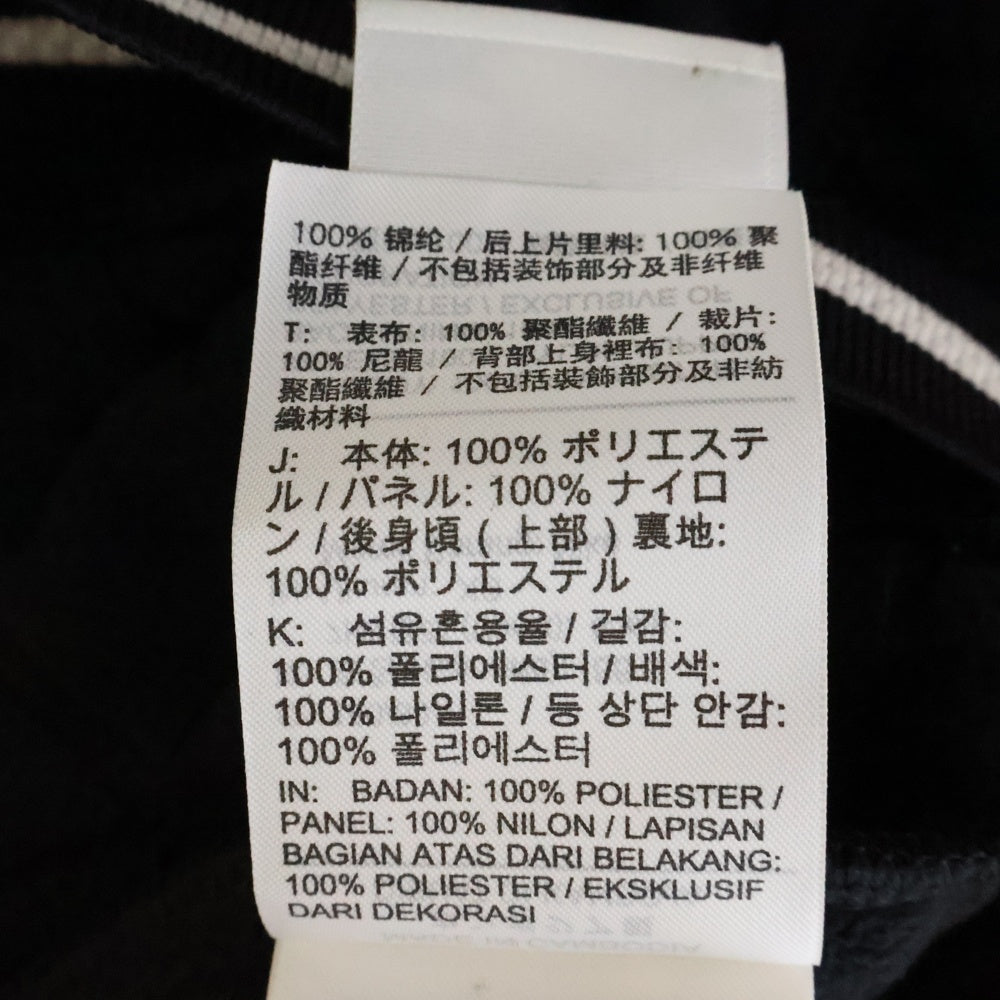 100% 锦纶 / 后上片里料: 100% 聚
酯纤维 / 不包括装饰部分及非纤维
物质
T: 表布: 100% 聚酯纖維 / 裁片:
100% 尼龍 / 背部上身裡布: 100%
聚酯纖維 / 不包括裝飾部分及非紡
織材料
J: 本体: 100% ポリエステ
ル / パネル: 100% ナイロ
ン / 後身頃 ( 上部 ) 裏地:
100% ポリエステル
K: 섬유혼용율 / 겉감:
100% 폴리에스터 / 배색:
100% 나일론 / 등 상단 안감:
100% 폴리에스터
IN: BADAN: 100% POLIESTER /
PANEL: 100% NILON / LAPISAN
BAGIAN ATAS DARI BELAKANG:
100% POLIESTER / EKSKLUSIF
DARI DEKORASI